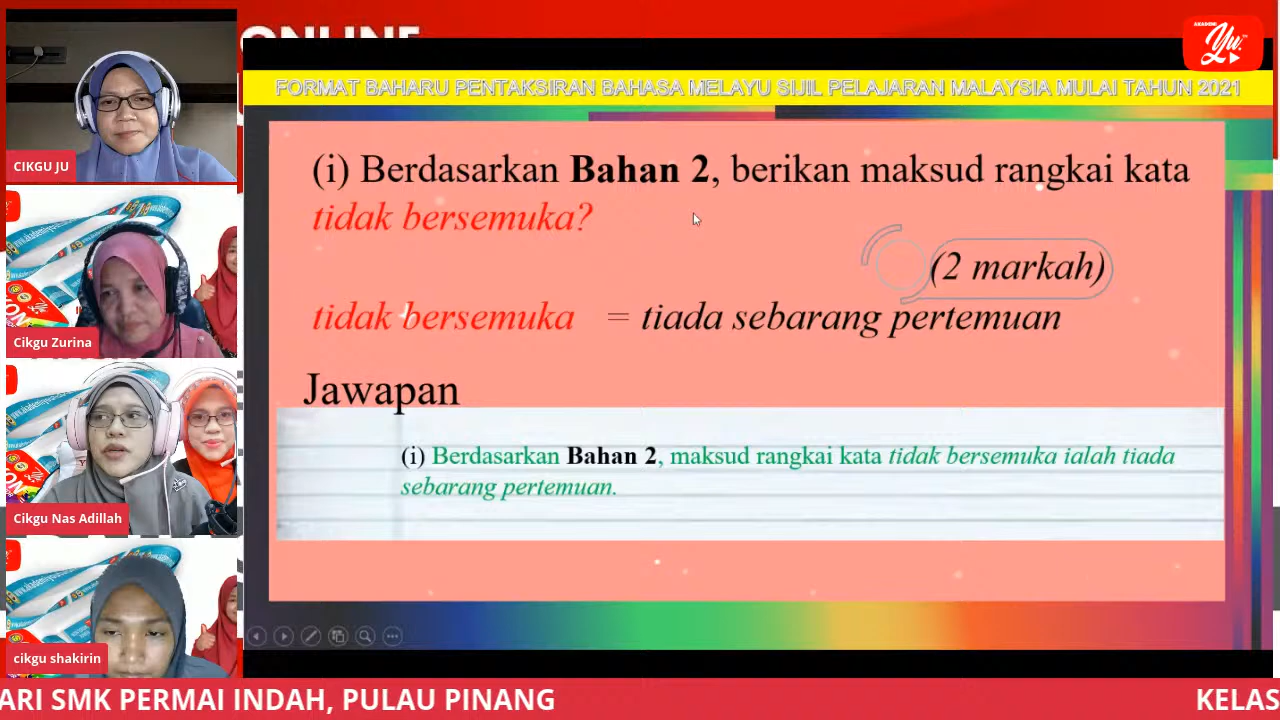 ONLINE
AKADEMI
Yu.
FORMAT BAHARU PENTAKSIRAN BAHASA MELAYU SIJIL PELAJARAN MALAYSIA MULAI TAHUN 2021
(i) Berdasarkan Bahan 2, berikan maksud rangkai kata
tidak bersemuka?
(2 markah)
tidak bersemuka = tiada sebarang pertemuan
Jawapan
(i) Berdasarkan Bahan 2, maksud rangkai kata tidak bersemuka ialah tiada
sebarang pertemuan.
CIKGU JU
Cikgu Zurina
Cikgu Nas Adillah
cikgu shakirin
ARI SMK PERMAI INDAH, PULAU PINANG
KELAS